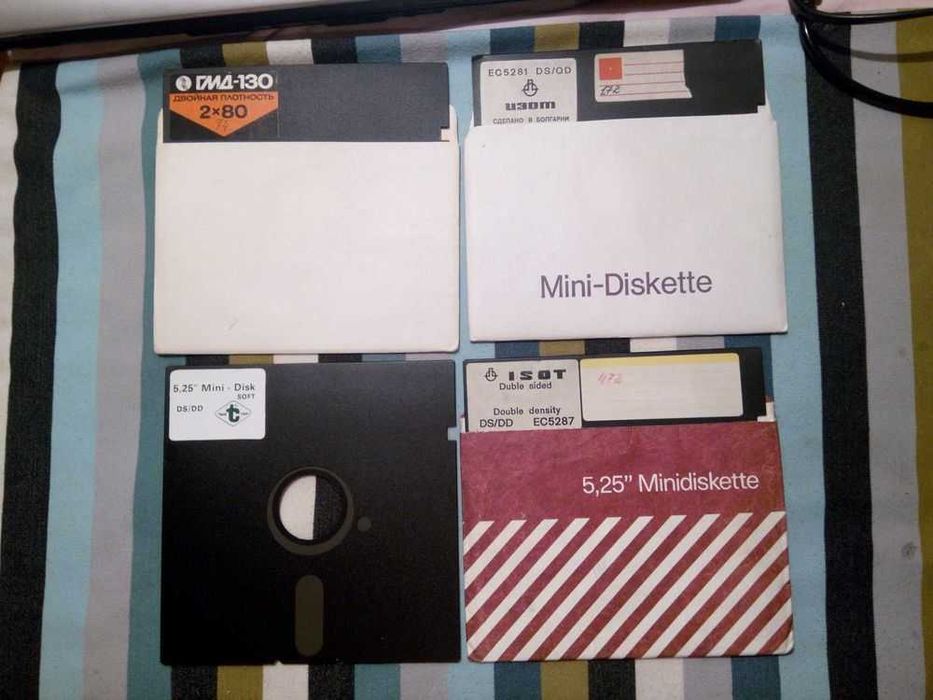 ГМД-130
ДВОЙНАЯ ПЛОТНОСТЬ
2×80
EC5281 DS/QD
изот
СДЕЛАНО В БОЛГАРИИ
Mini-Diskette
5,25" Mini - Disk
SOFT
DS/DD
t
ISOT
Duble sided
Double density
DS/DD EC5287
472
5,25” Minidiskette